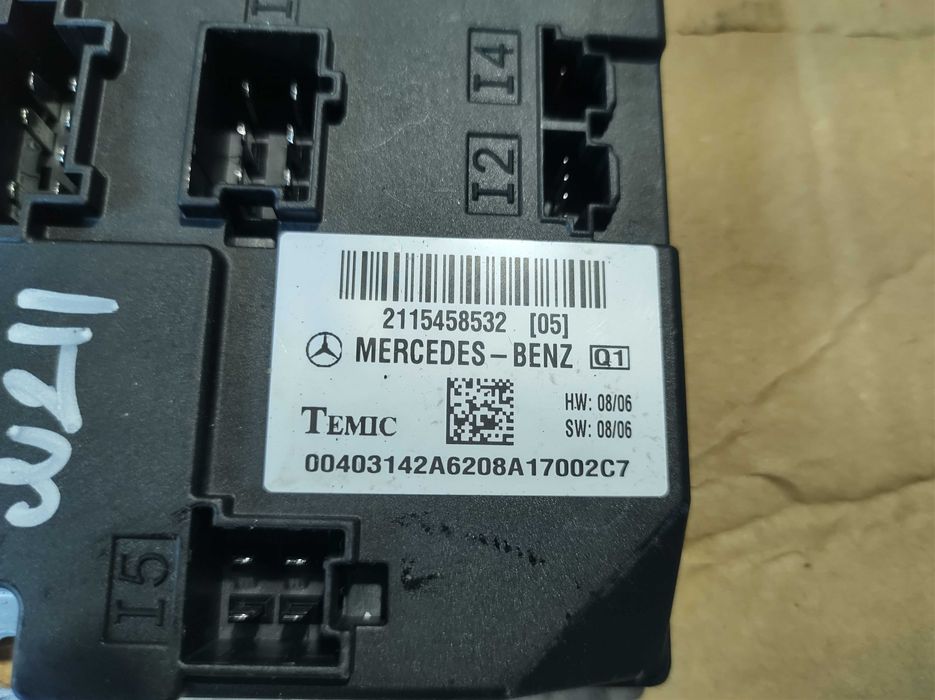 I4
I2
2115458532 [05]
MERCEDES-BENZ Q1
TEMIC
HW: 08/06
SW: 08/06
00403142A6208A17002C7
W211
I5